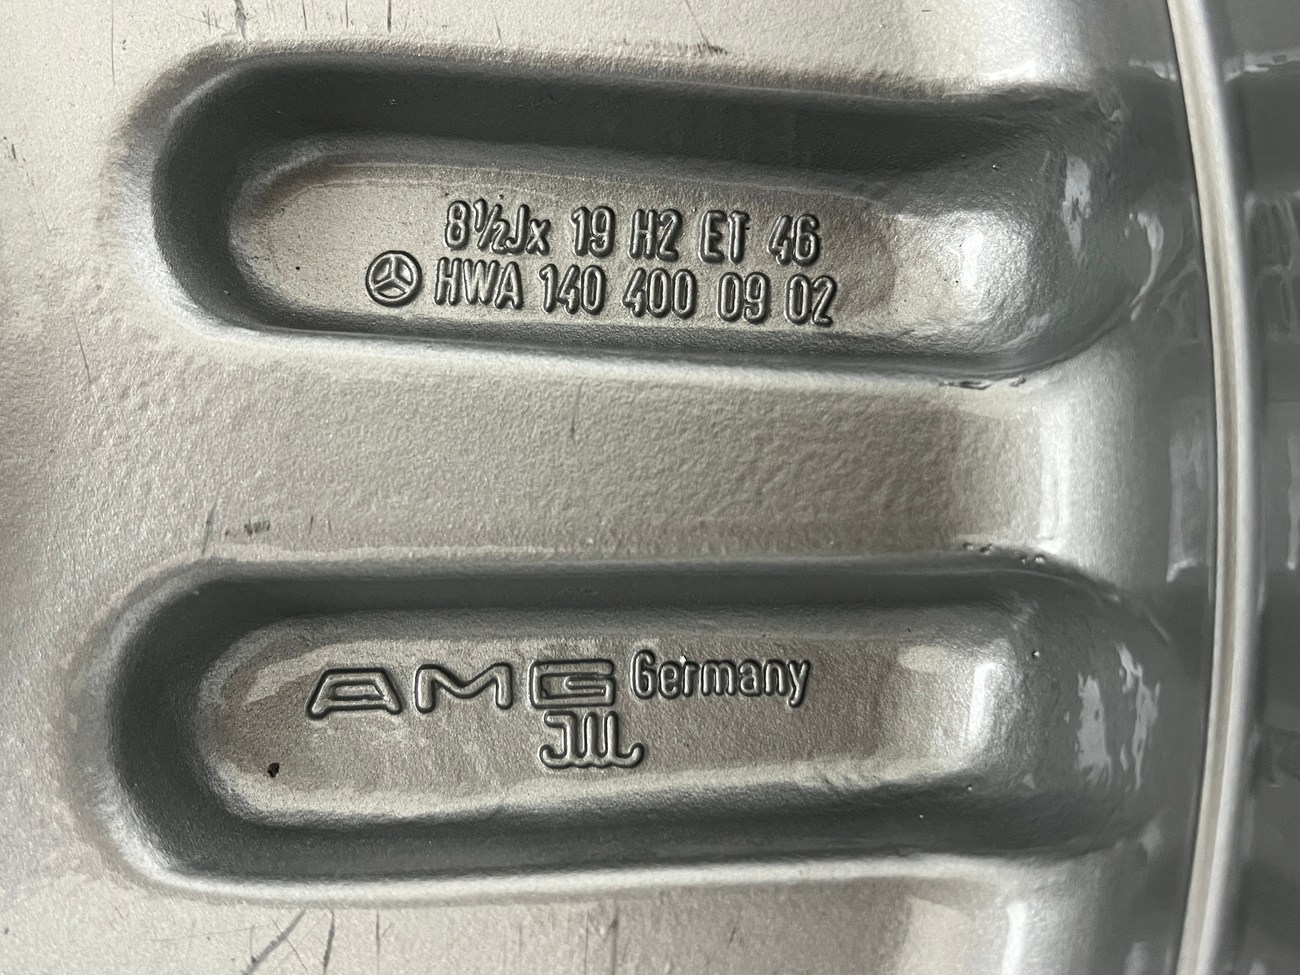 8½Jx 19 H2 ET 46
HWA 140 400 09 02
AMG Germany